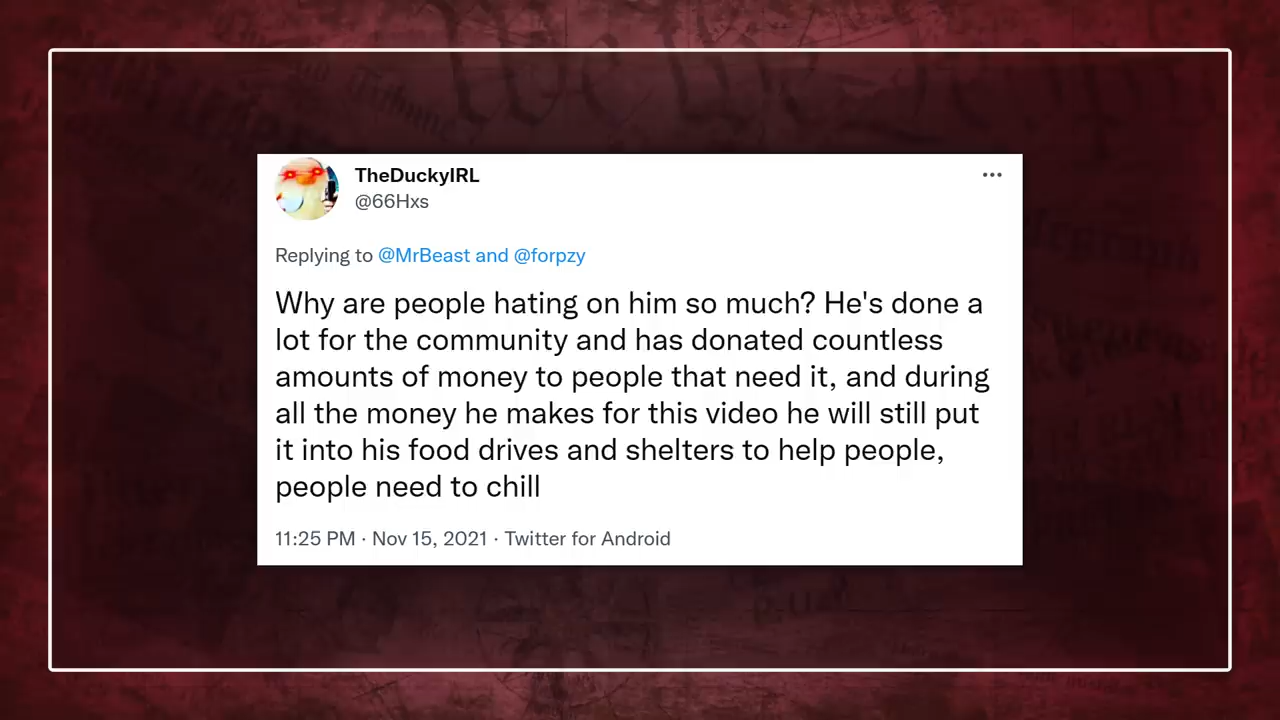 TheDuckyIRL
@66Hxs
Replying to @MrBeast and @forpzy
Why are people hating on him so much? He's done a
lot for the community and has donated countless
amounts of money to people that need it, and during
all the money he makes for this video he will still put
it into his food drives and shelters to help people,
people need to chill
11:25 PM · Nov 15, 2021 · Twitter for Android